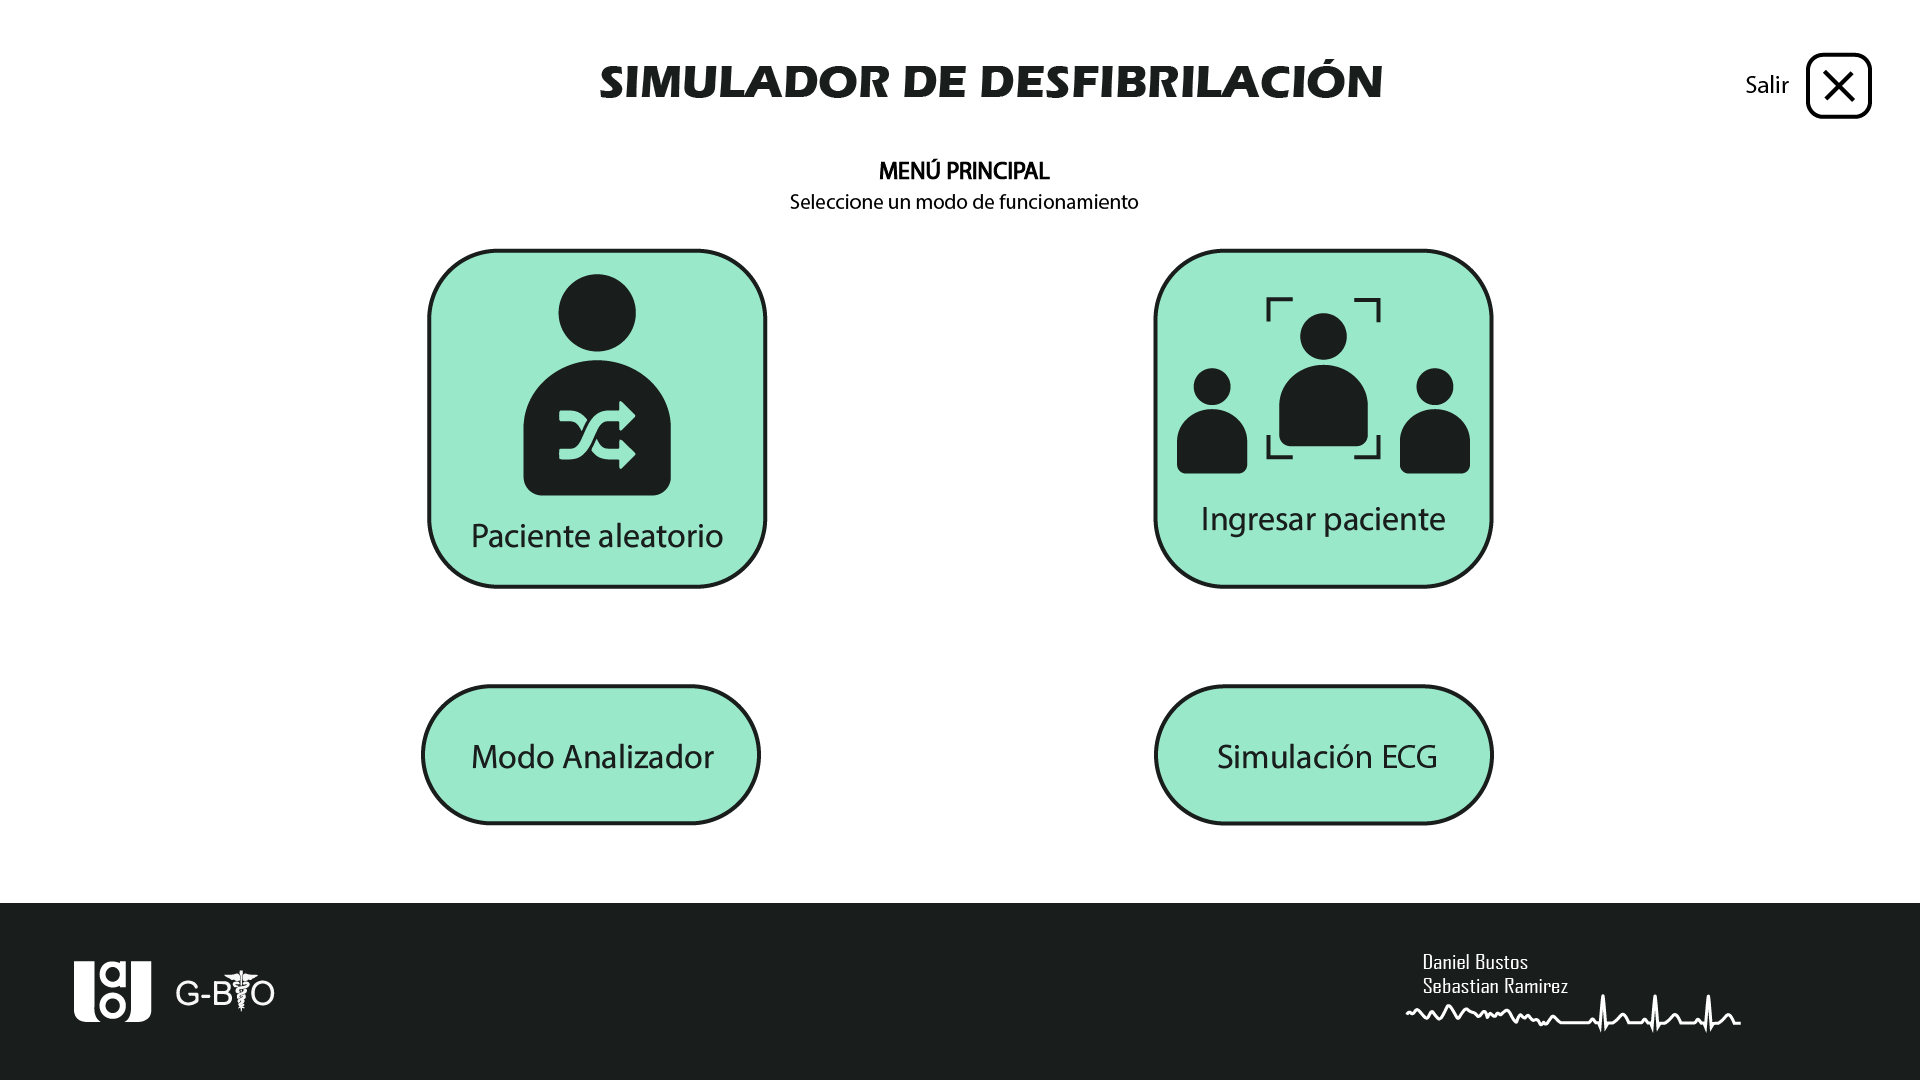 SIMULADOR DE DESFIBRILACIÓN
Salir
MENÚ PRINCIPAL
Seleccione un modo de funcionamiento
Paciente aleatorio
Ingresar paciente
Modo Analizador
Simulación ECG
uao
G-BIO
Daniel Bustos
Sebastian Ramirez